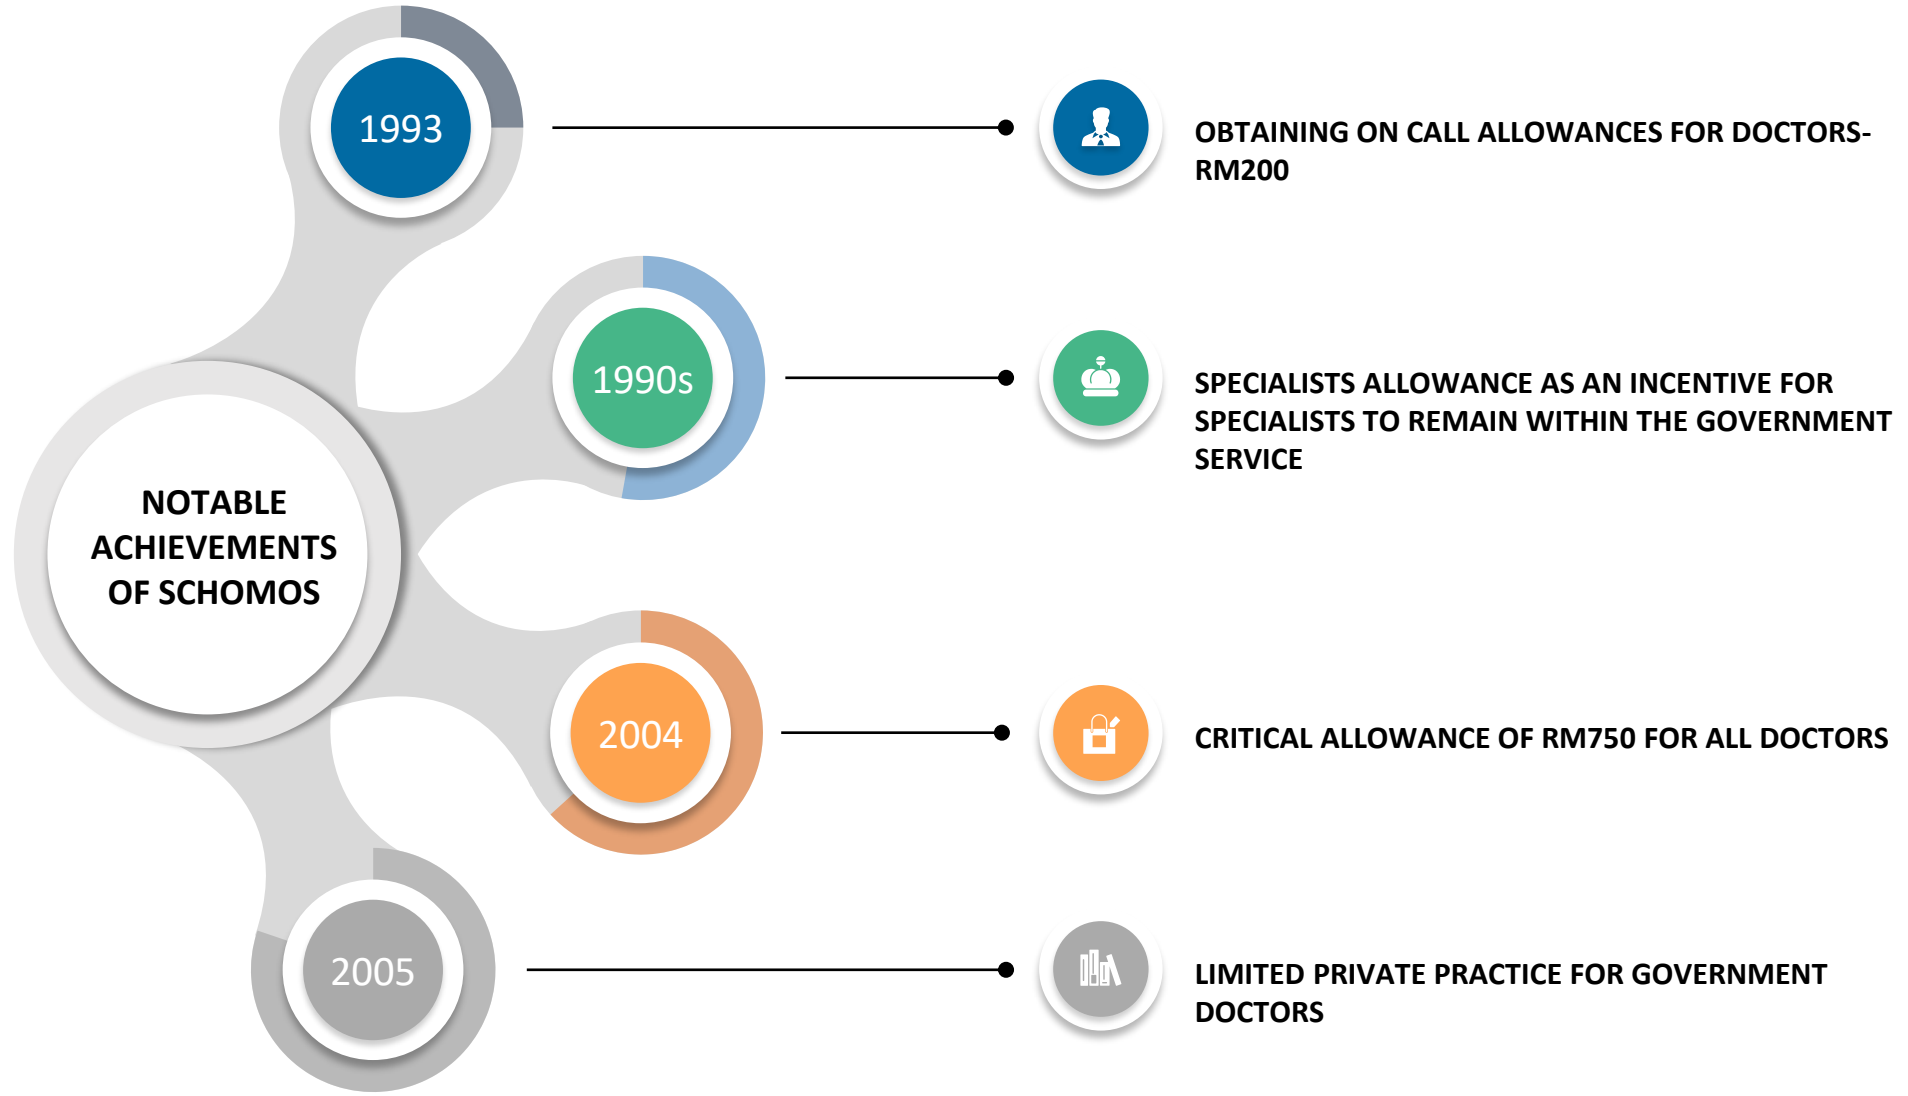 NOTABLE
ACHIEVEMENTS
OF SCHOMOS
1993
OBTAINING ON CALL ALLOWANCES FOR DOCTORS-
RM200
1990s
SPECIALISTS ALLOWANCE AS AN INCENTIVE FOR
SPECIALISTS TO REMAIN WITHIN THE GOVERNMENT
SERVICE
2004
CRITICAL ALLOWANCE OF RM750 FOR ALL DOCTORS
2005
LIMITED PRIVATE PRACTICE FOR GOVERNMENT
DOCTORS